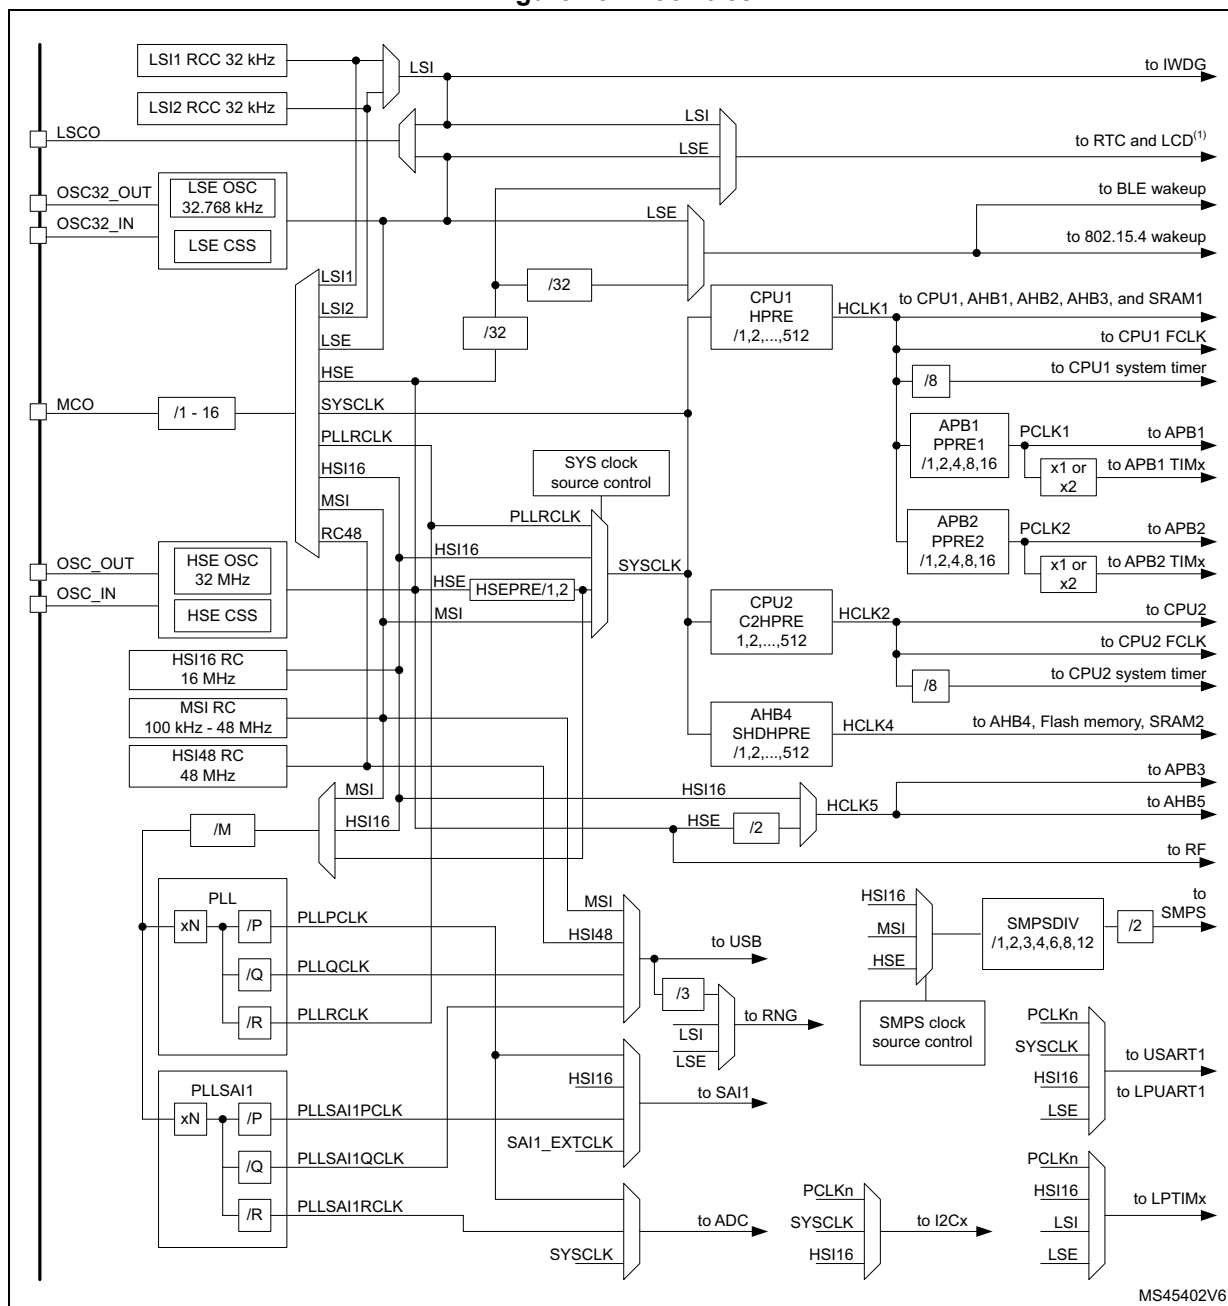 LSI1 RCC 32 kHz
LSI
to IWDG
LSI2 RCC 32 kHz
LSCO
LSI
LSE
to RTC and LCD(1)
OSC32_OUT
LSE OSC
32.768 kHz
OSC32_IN
LSE CSS
LSE
to BLE wakeup
to 802.15.4 wakeup
LSI1
LSI2
LSE
HSE
SYSCLK
PLLRCLK
HSI16
MSI
RC48
/32
/32
MCO
/1 - 16
CPU1
HPRE
/1,2,...,512
HCLK1
to CPU1, AHB1, AHB2, AHB3, and SRAM1
to CPU1 FCLK
/8
to CPU1 system timer
APB1
PPRE1
/1,2,4,8,16
PCLK1
to APB1
x1 or
x2
to APB1 TIMx
SYS clock
source control
PLLRCLK
HSI16
HSE
HSEPRE/1,2
MSI
SYSCLK
APB2
PPRE2
/1,2,4,8,16
PCLK2
to APB2
x1 or
x2
to APB2 TIMx
OSC_OUT
HSE OSC
32 MHz
OSC_IN
HSE CSS
CPU2
C2HPRE
1,2,...,512
HCLK2
to CPU2
to CPU2 FCLK
/8
to CPU2 system timer
HSI16 RC
16 MHz
MSI RC
100 kHz - 48 MHz
HSI48 RC
48 MHz
AHB4
SHDHPRE
/1,2,...,512
HCLK4
to AHB4, Flash memory, SRAM2
to APB3
MSI
HSI16
/M
HSI16
HSE
/2
HCLK5
to AHB5
to RF
PLL
xN
/P
PLLPCLK
/Q
PLLQCLK
/R
PLLRCLK
MSI
HSI48
to USB
/3
LSI
LSE
to RNG
HSI16
MSI
HSE
SMPSDIV
/1,2,3,4,6,8,12
/2
to
SMPS
SMPS clock
source control
PCLKn
SYSCLK
HSI16
LSE
to USART1
to LPUART1
PLLSAI1
xN
/P
PLLSAI1PCLK
/Q
PLLSAI1QCLK
/R
PLLSAI1RCLK
HSI16
SAI1_EXTCLK
to SAI1
SYSCLK
to ADC
PCLKn
SYSCLK
HSI16
to I2Cx
PCLKn
HSI16
LSI
LSE
to LPTIMx
MS45402V6